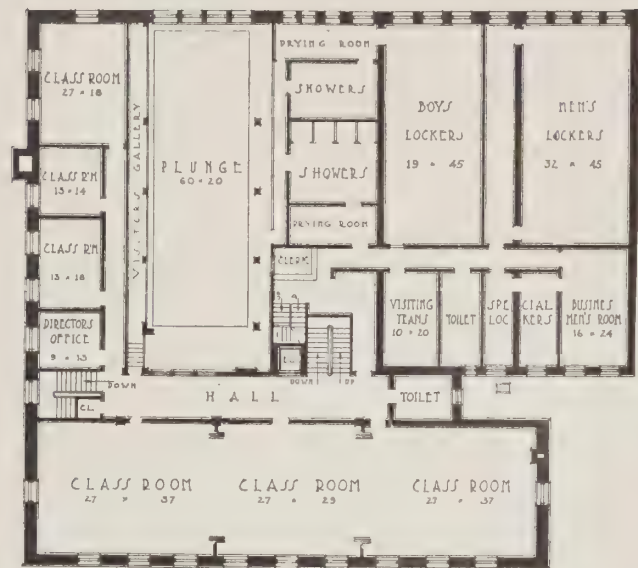 CLASS ROOM
27 × 18
CLASS R'M
13 × 14
CLASS R'M
13 × 18
DIRECTORS
OFFICE
9 × 13
DOWN
CL.
VISITERS GALLERY
PLUNGE
60 × 20
DRYING ROOM
SHOWERS
SHOWERS
DRYING ROOM
CLERK
BOYS
LOCKERS
19 × 45
MEN'S
LOCKERS
32 × 45
VISITING
TEAMS
10 × 20
TOILET
SPECIAL
LOCKERS
BUSINES
MEN'S ROOM
16 × 24
EL.
DOWN
UP
HALL
TOILET
CLASS ROOM
27 × 37
CLASS ROOM
27 × 29
CLASS ROOM
27 × 37